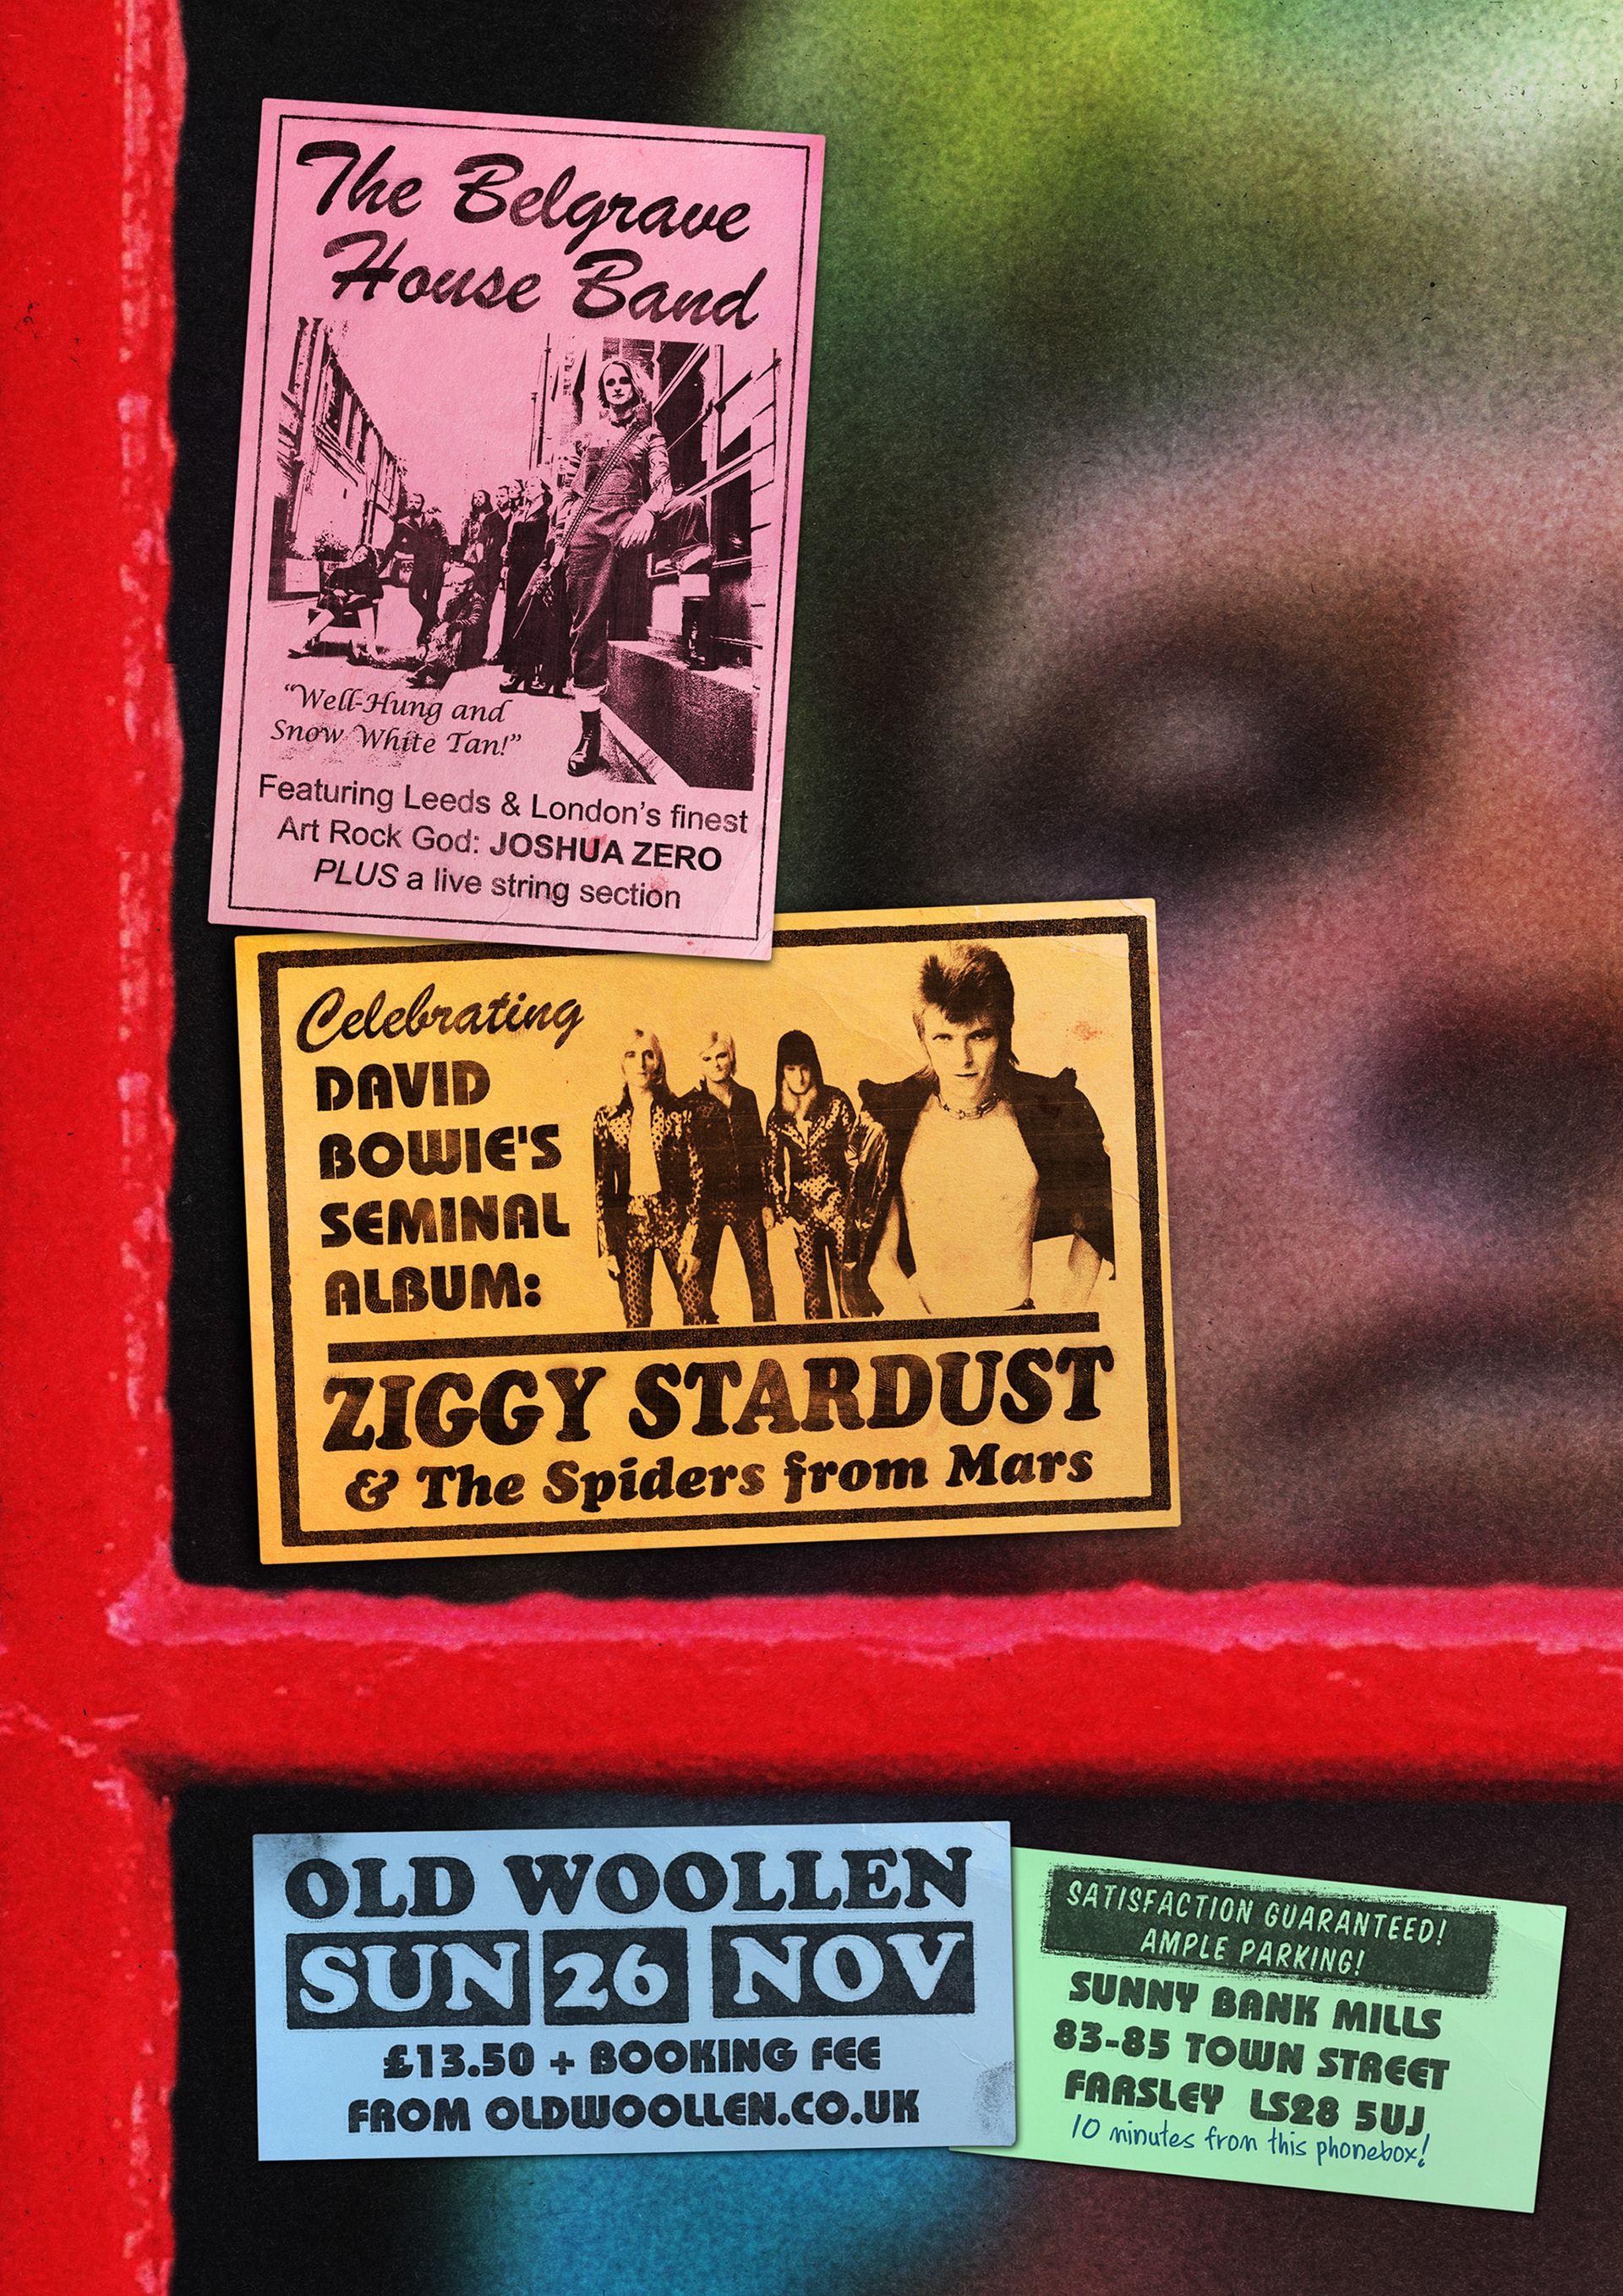 The Belgrave
House Band
“Well-Hung and
Snow White Tan!”
Featuring Leeds & London’s finest
Art Rock God: JOSHUA ZERO
PLUS a live string section
Celebrating
DAVID
BOWIE'S
SEMINAL
ALBUM:
ZIGGY STARDUST
& The Spiders from Mars
OLD WOOLLEN
SUN 26 NOV
£13.50 + BOOKING FEE
FROM OLDWOOLLEN.CO.UK
SATISFACTION GUARANTEED!
AMPLE PARKING!
SUNNY BANK MILLS
83-85 TOWN STREET
FARSLEY LS28 5UJ
10 minutes from this phonebox!